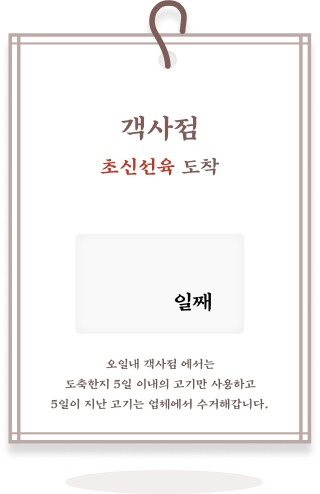 객사점
초신선육 도착
일째
오일내 객사점 에서는
도축한지 5일 이내의 고기만 사용하고
5일이 지난 고기는 업체에서 수거해갑니다.